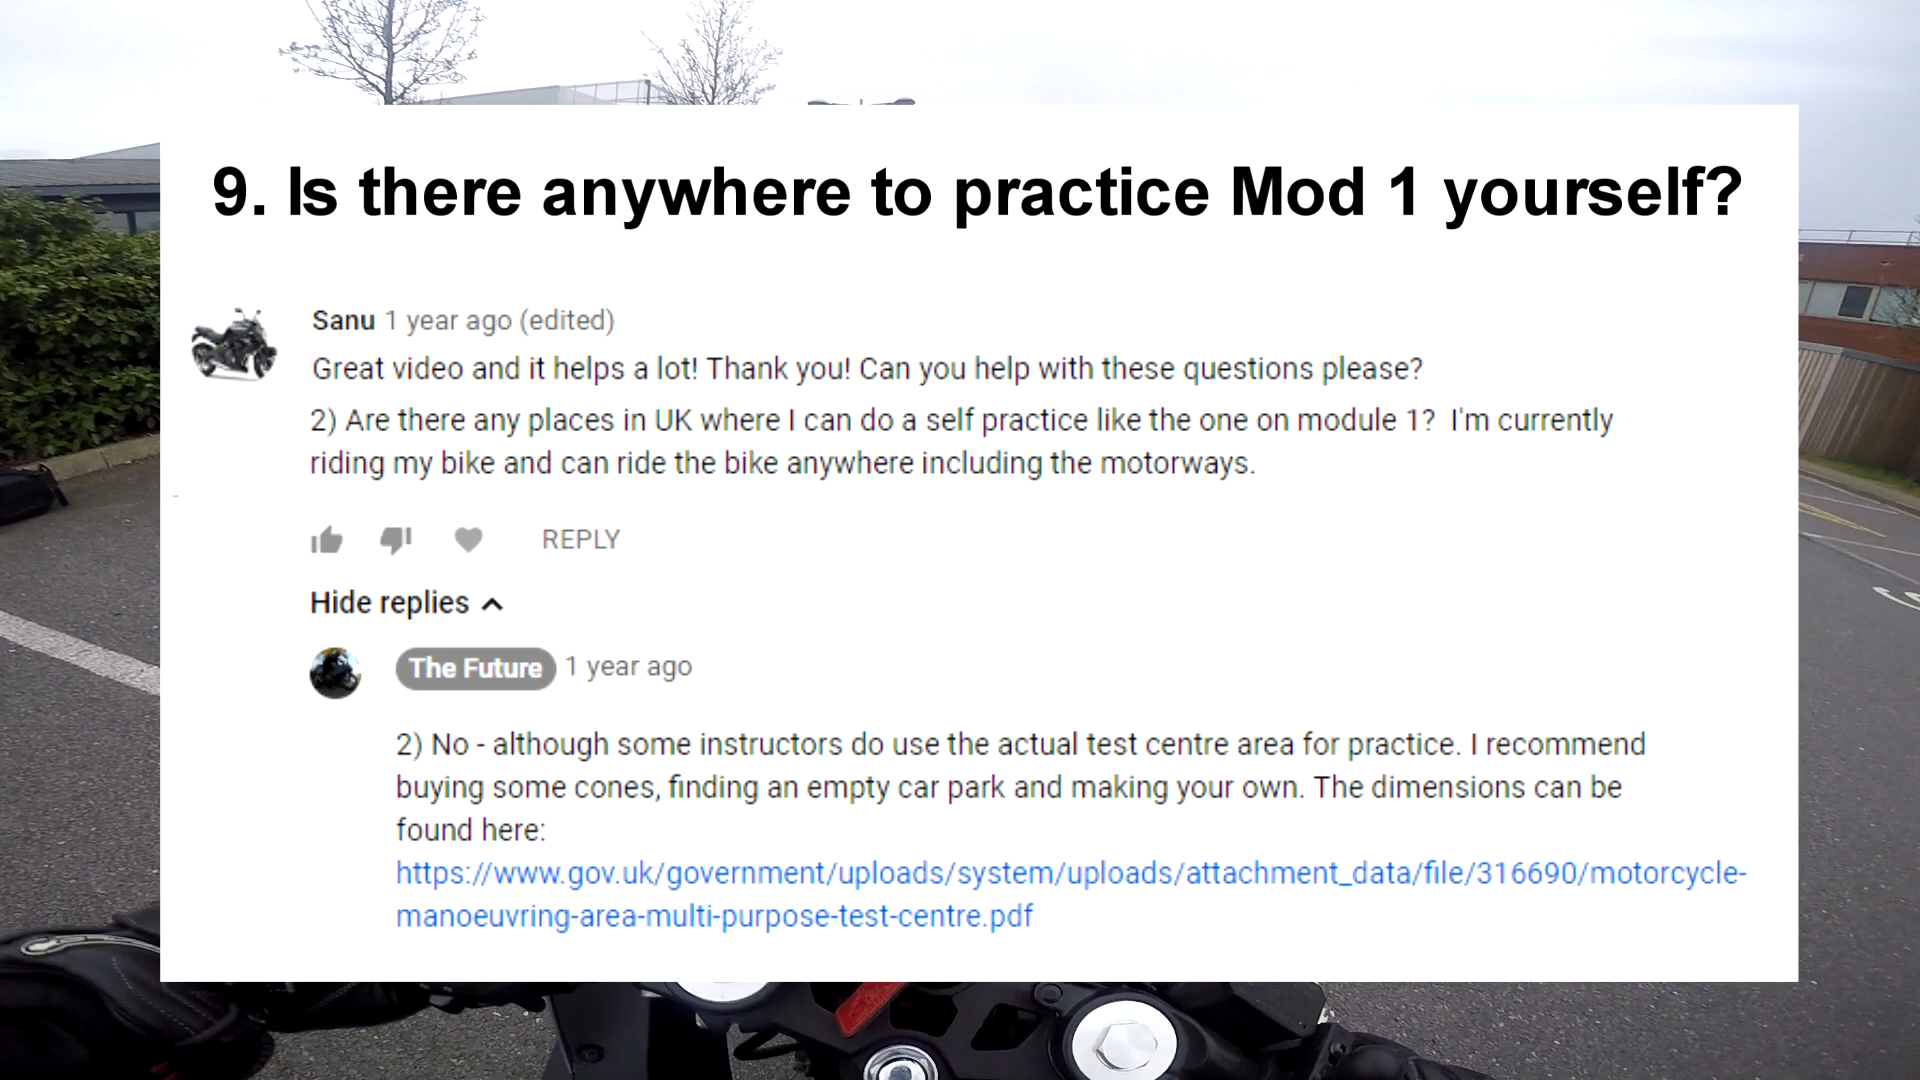 9. Is there anywhere to practice Mod 1 yourself?
Sanu 1 year ago (edited)
Great video and it helps a lot! Thank you! Can you help with these questions please?
2) Are there any places in UK where I can do a self practice like the one on module 1?  I'm currently
riding my bike and can ride the bike anywhere including the motorways.
REPLY
Hide replies
The Future 1 year ago
2) No - although some instructors do use the actual test centre area for practice. I recommend
buying some cones, finding an empty car park and making your own. The dimensions can be
found here:
https://www.gov.uk/government/uploads/system/uploads/attachment_data/file/316690/motorcycle-
manoeuvring-area-multi-purpose-test-centre.pdf